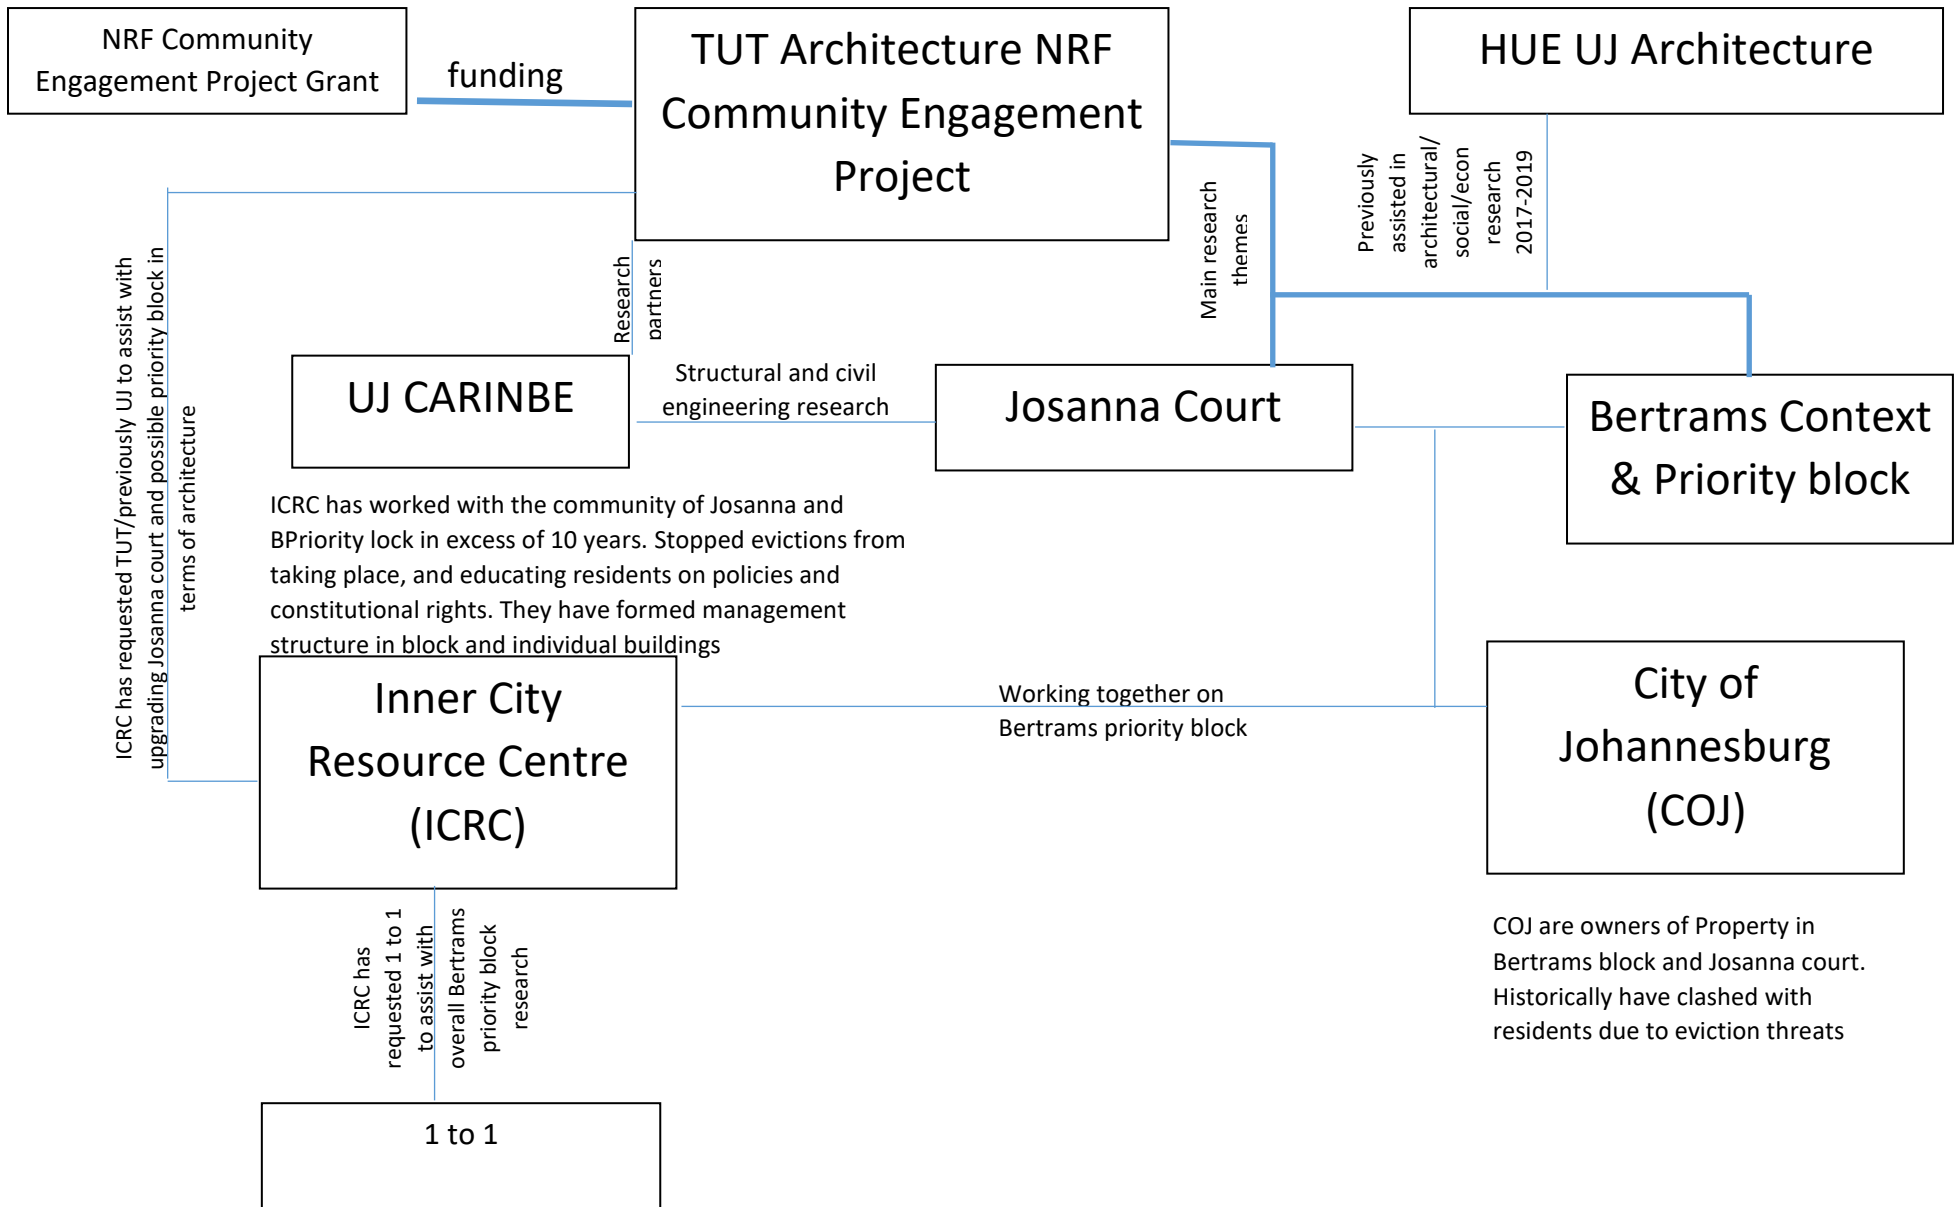 NRF Community
Engagement Project Grant
funding
TUT Architecture NRF
Community Engagement
Project
HUE UJ Architecture
Previously
assisted in
architectural/
social/econ
research
2017-2019
Main research
themes
Research
partners
ICRC has requested TUT/previously UJ to assist with
upgrading Josanna court and possible priority block in
terms of architecture
UJ CARINBE
Structural and civil
engineering research
Josanna Court
Bertrams Context
& Priority block
ICRC has worked with the community of Josanna and
BPriority lock in excess of 10 years. Stopped evictions from
taking place, and educating residents on policies and
constitutional rights. They have formed management
structure in block and individual buildings
Inner City
Resource Centre
(ICRC)
Working together on
Bertrams priority block
City of
Johannesburg
(COJ)
COJ are owners of Property in
Bertrams block and Josanna court.
Historically have clashed with
residents due to eviction threats
ICRC has
requested 1 to 1
to assist with
overall Bertrams
priority block
research
1 to 1